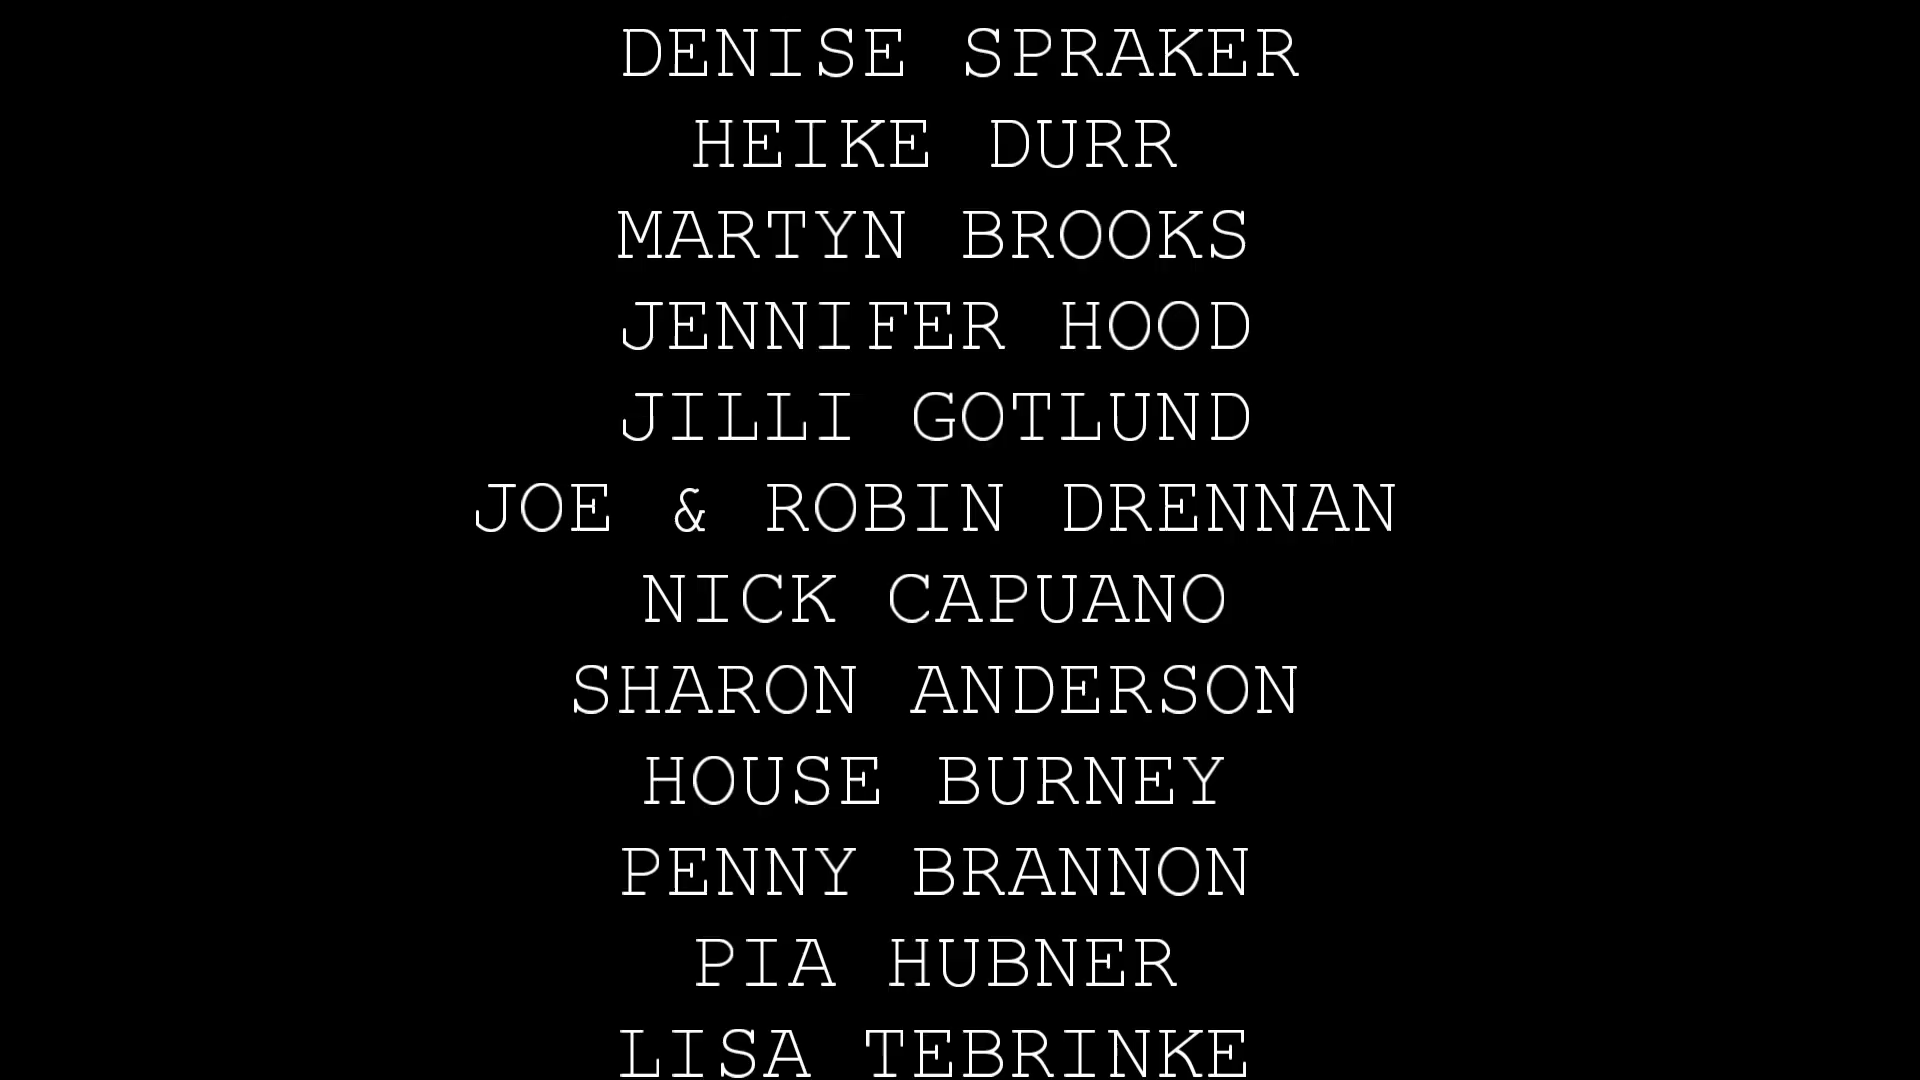 DENISE SPRAKER
HEIKE DURR
MARTYN BROOKS
JENNIFER HOOD
JILLI GOTLUND
JOE & ROBIN DRENNAN
NICK CAPUANO
SHARON ANDERSON
HOUSE BURNEY
PENNY BRANNON
PIA HUBNER
LISA TEBRINKE